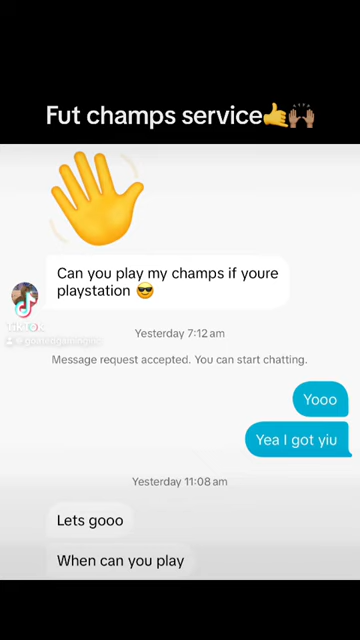 Fut champs service🤙🙌🏽
👋
Can you play my champs if youre
playstation 😎
TikTok
Yesterday 7:12 am
Message request accepted. You can start chatting.
Yooo
Yea I got yiu
Yesterday 11:08 am
Lets gooo
When can you play